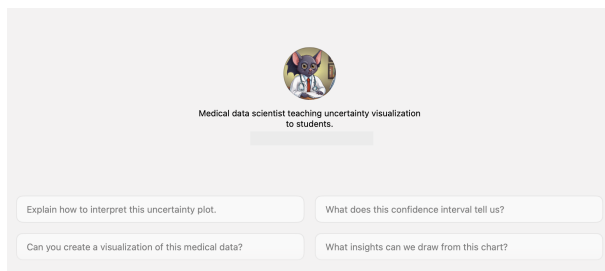 Medical data scientist teaching uncertainty visualization
to students.
Explain how to interpret this uncertainty plot.
What does this confidence interval tell us?
Can you create a visualization of this medical data?
What insights can we draw from this chart?